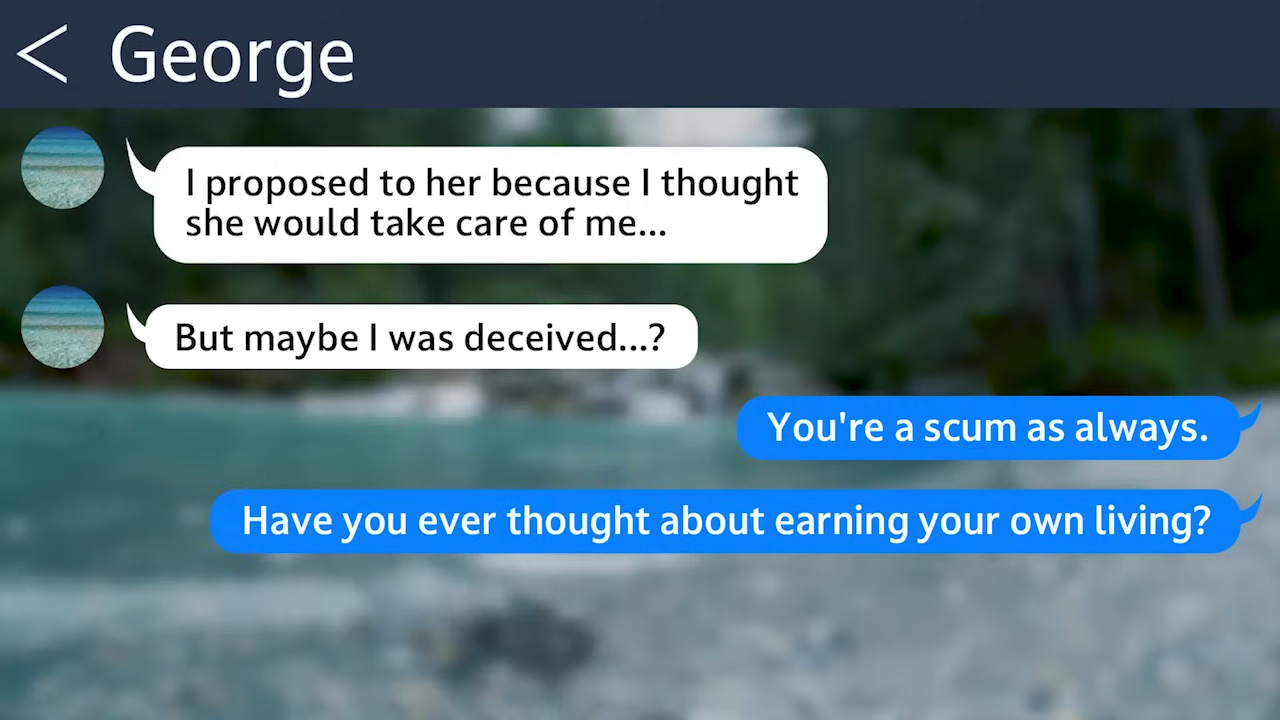 George
I proposed to her because I thought
she would take care of me...
But maybe I was deceived...?
You're a scum as always.
Have you ever thought about earning your own living?